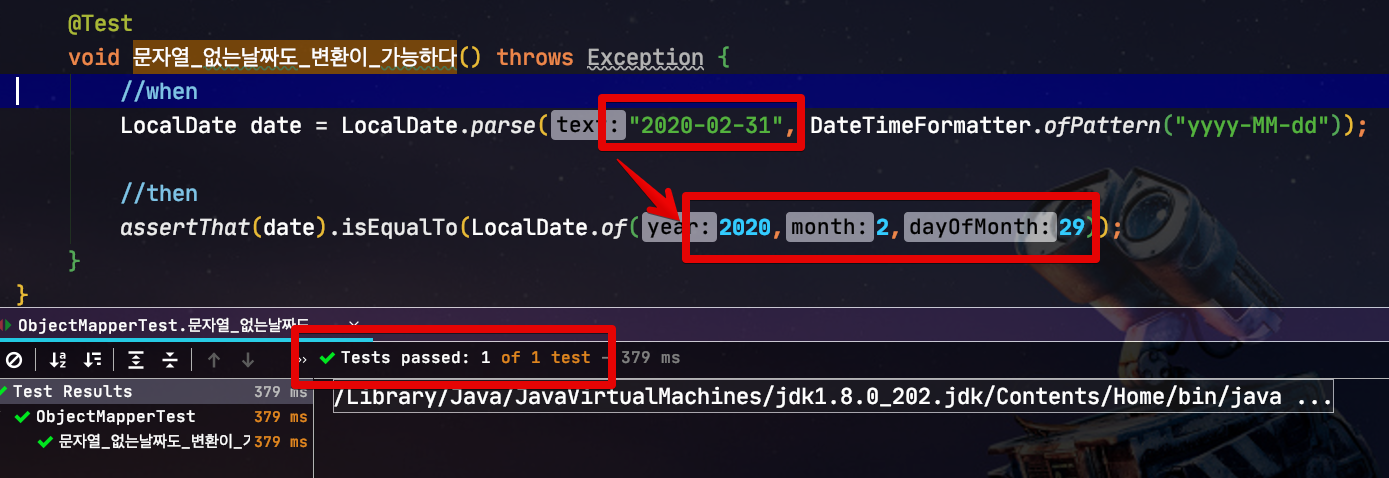 @Test
void 문자열_없는날짜도_변환이_가능하다() throws Exception {
//when
LocalDate date = LocalDate.parse( text: "2020-02-31", DateTimeFormatter.ofPattern("yyyy-MM-dd"));
//then
assertThat(date).isEqualTo(LocalDate.of( year: 2020, month: 2, dayOfMonth: 29));
}
}
ObjectMapperTest.문자열_없는날짜도
Tests passed: 1 of 1 test – 379 ms
Test Results 379 ms
ObjectMapperTest 379 ms
문자열_없는날짜도_변환이_ 379 ms
/Library/Java/JavaVirtualMachines/jdk1.8.0_202.jdk/Contents/Home/bin/java ...